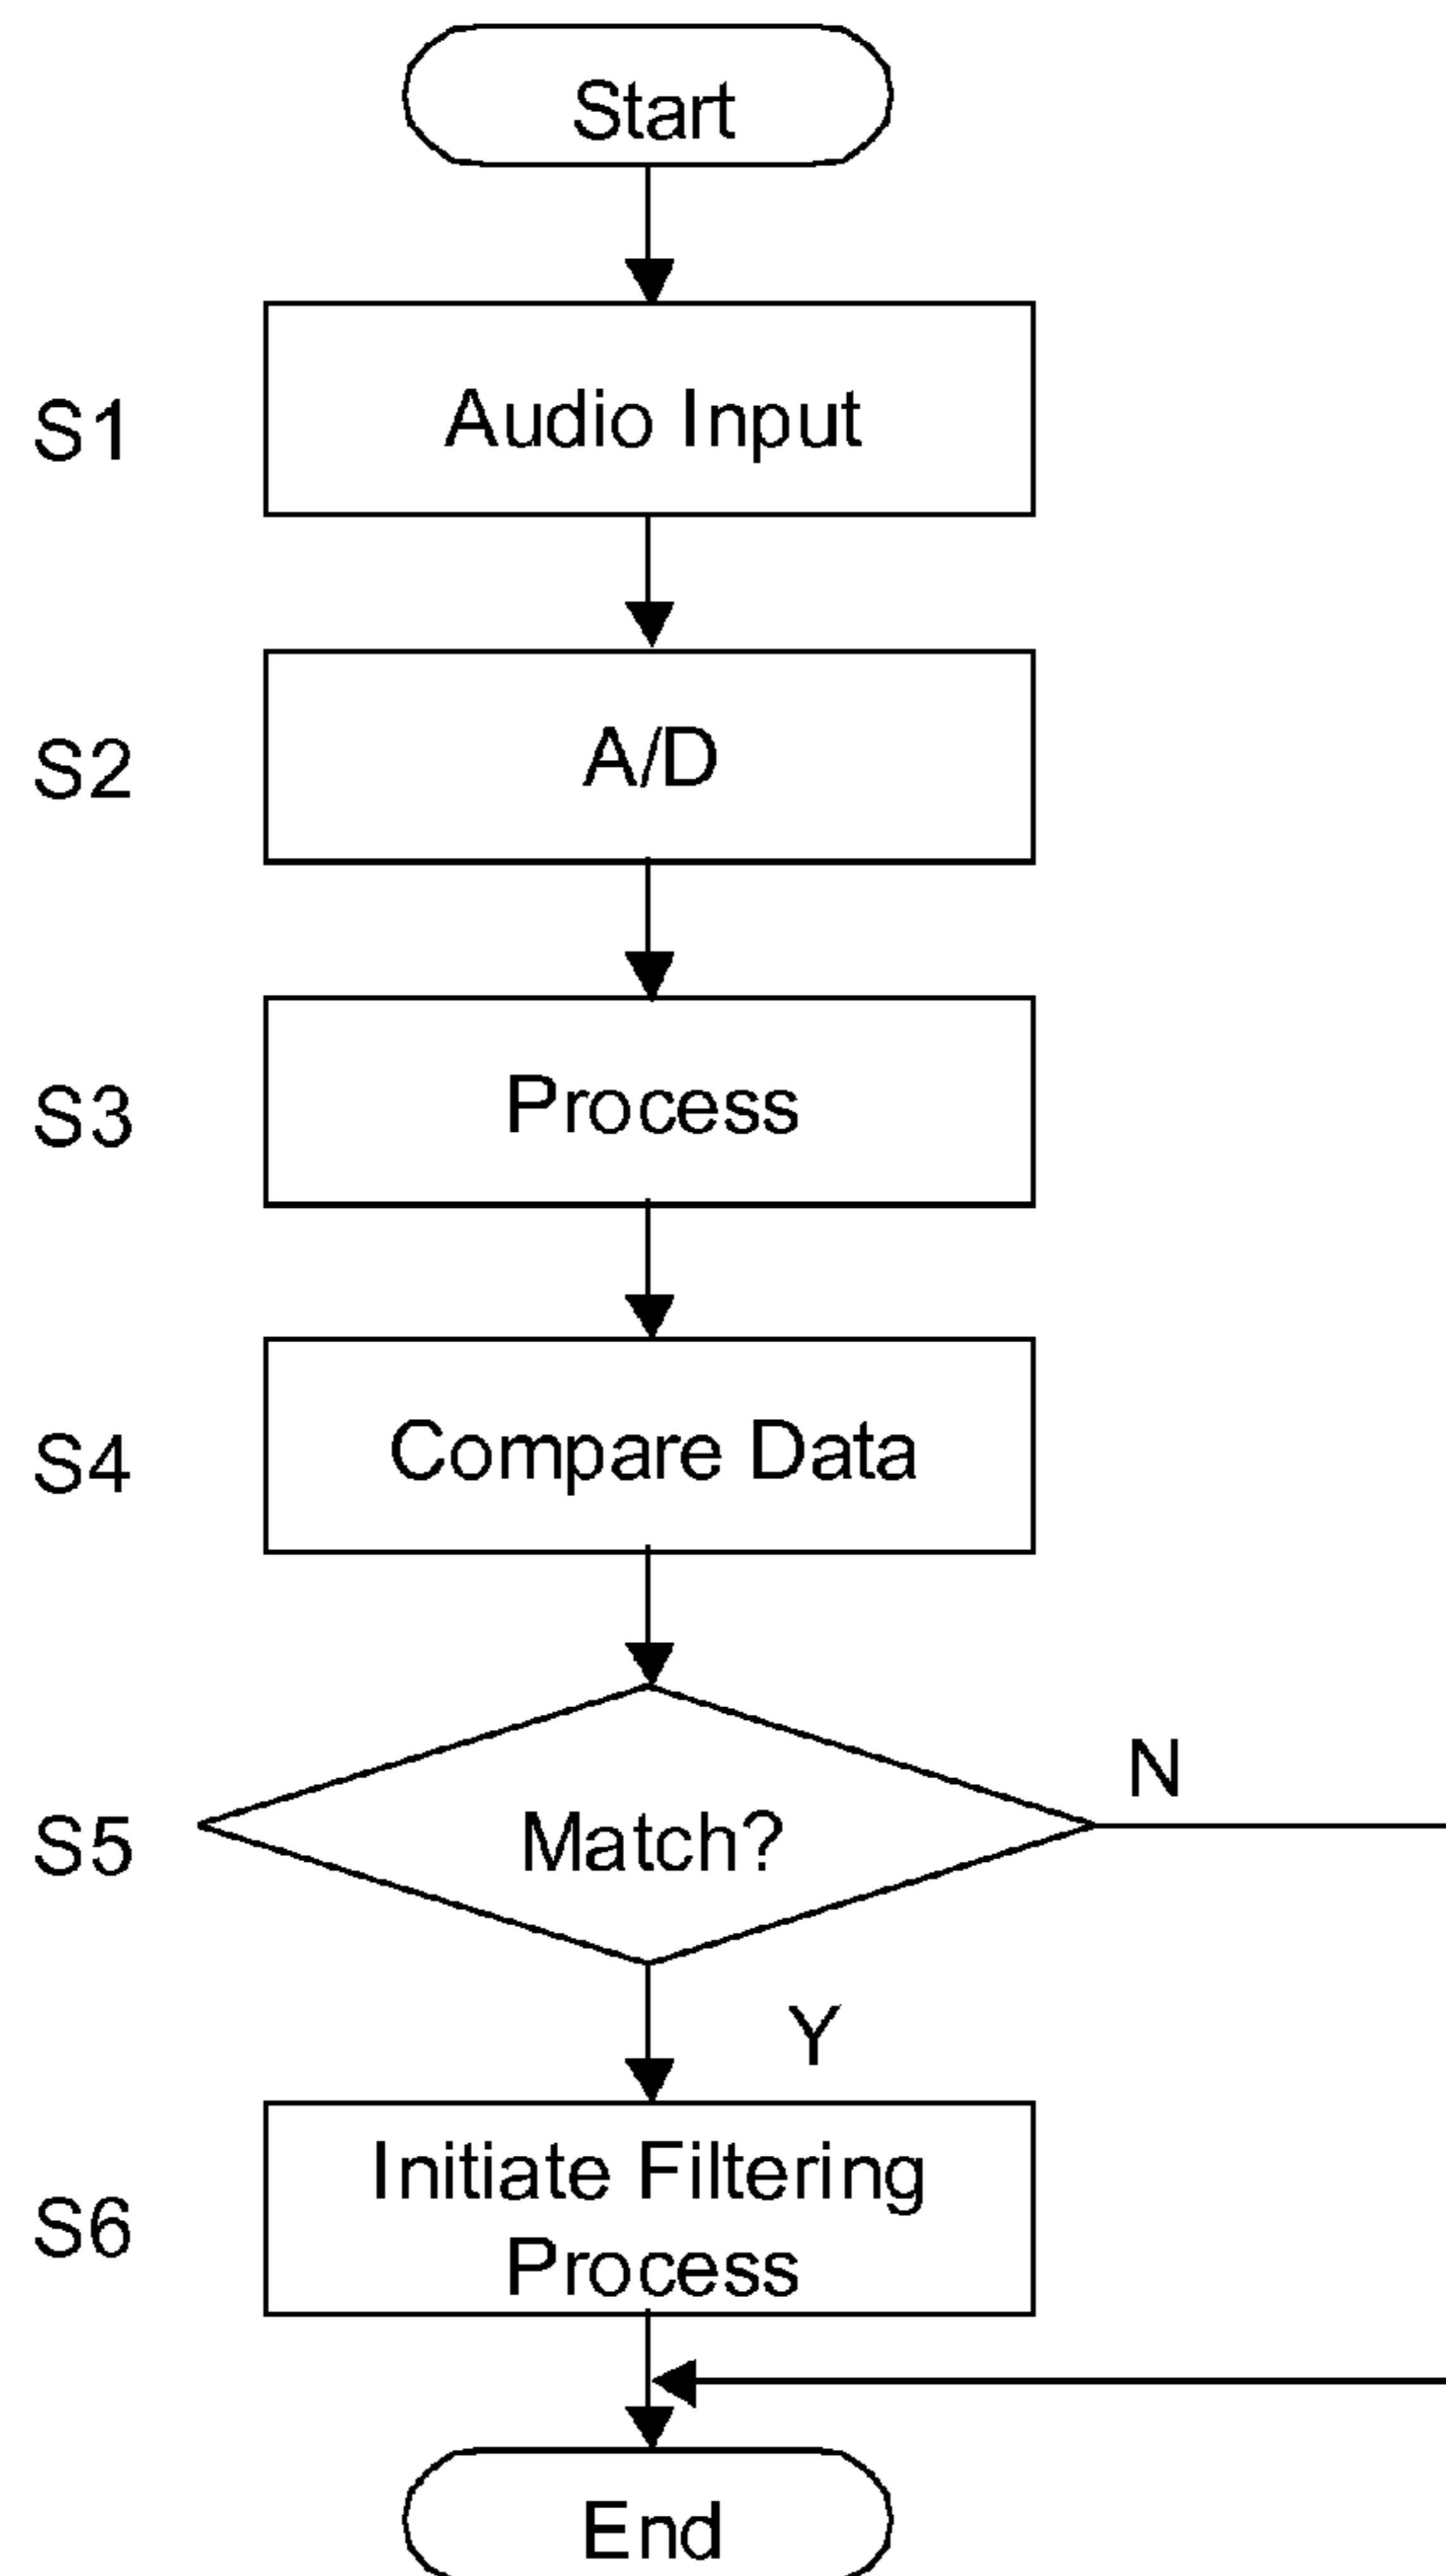 Start
S1
Audio Input
S2
A/D
S3
Process
S4
Compare Data
S5
Match?
N
Y
S6
Initiate Filtering
Process
End